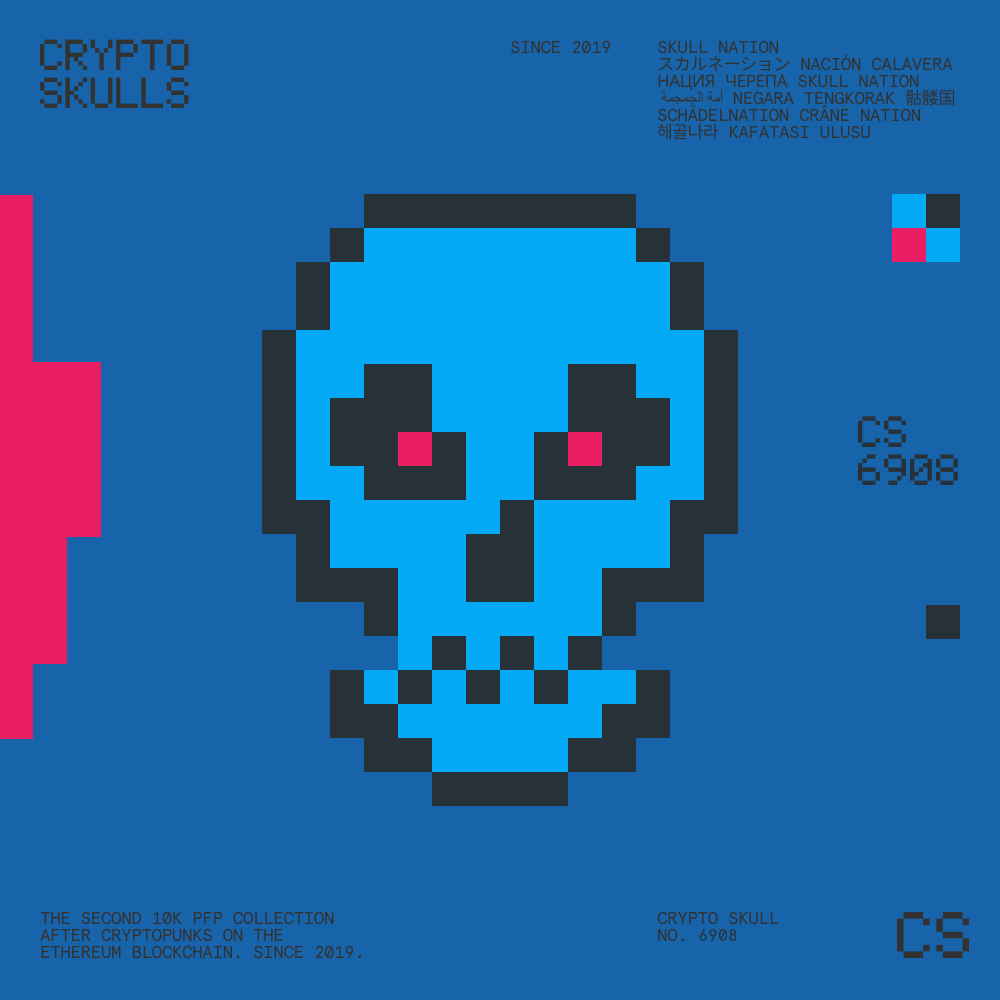 CRYPTO
SKULLS
SINCE 2019
SKULL NATION
スカルネーション NACIÓN CALAVERA
НАЦИЯ ЧЕРЕПА SKULL NATION
أمة الجمجمة NEGARA TENGKORAK 骷髅国
SCHÄDELNATION CRÂNE NATION
해골나라 KAFATASI ULUSU
CS
6908
THE SECOND 10K PFP COLLECTION
AFTER CRYPTOPUNKS ON THE
ETHEREUM BLOCKCHAIN. SINCE 2019.
CRYPTO SKULL
NO. 6908
CS